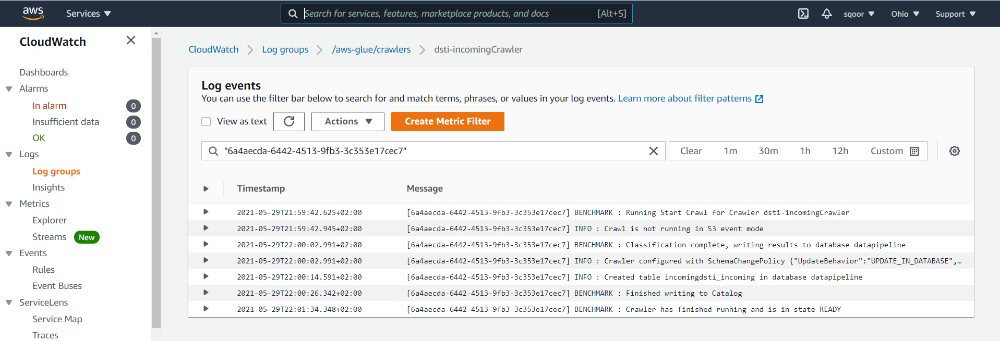 aws Services Search for services, features, marketplace products, and docs [Alt+S] sqoor Ohio Support
CloudWatch
Dashboards
Alarms
In alarm 0
Insufficient data 0
OK 0
Logs
Log groups
Insights
Metrics
Explorer
Streams New
Events
Rules
Event Buses
ServiceLens
Service Map
Traces
CloudWatch Log groups /aws-glue/crawlers dsti-incomingCrawler
Log events
You can use the filter bar below to search for and match terms, phrases, or values in your log events. Learn more about filter patterns
View as text Actions Create Metric Filter
"6a4aecda-6442-4513-9fb3-3c353e17cec7" Clear 1m 30m 1h 12h Custom
Timestamp Message
2021-05-29T21:59:42.625+02:00 [6a4aecda-6442-4513-9fb3-3c353e17cec7] BENCHMARK : Running Start Crawl for Crawler dsti-incomingCrawler
2021-05-29T21:59:42.945+02:00 [6a4aecda-6442-4513-9fb3-3c353e17cec7] INFO : Crawl is not running in S3 event mode
2021-05-29T22:00:02.991+02:00 [6a4aecda-6442-4513-9fb3-3c353e17cec7] BENCHMARK : Classification complete, writing results to database datapipeline
2021-05-29T22:00:02.991+02:00 [6a4aecda-6442-4513-9fb3-3c353e17cec7] INFO : Crawler configured with SchemaChangePolicy {"UpdateBehavior":"UPDATE_IN_DATABASE",…
2021-05-29T22:00:14.591+02:00 [6a4aecda-6442-4513-9fb3-3c353e17cec7] INFO : Created table incomingdsti_incoming in database datapipeline
2021-05-29T22:00:26.342+02:00 [6a4aecda-6442-4513-9fb3-3c353e17cec7] BENCHMARK : Finished writing to Catalog
2021-05-29T22:01:34.348+02:00 [6a4aecda-6442-4513-9fb3-3c353e17cec7] BENCHMARK : Crawler has finished running and is in state READY